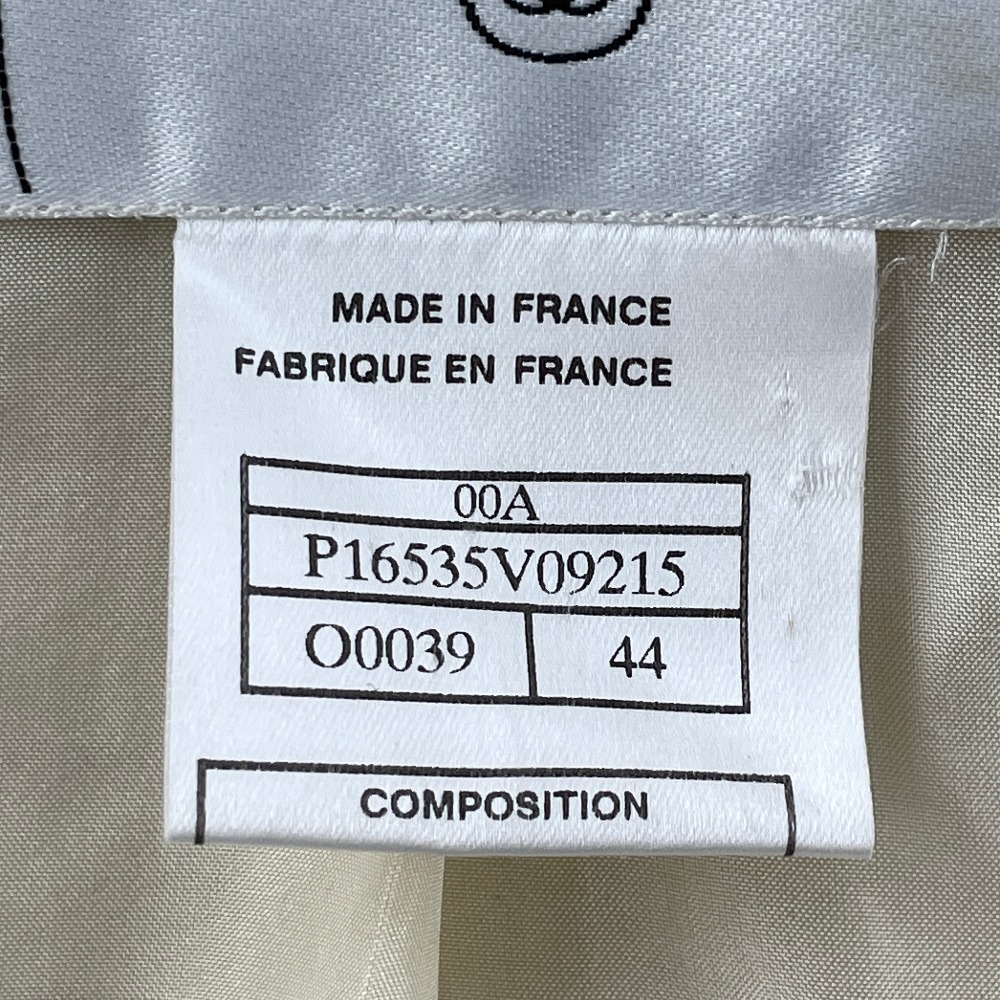 MADE IN FRANCE
FABRIQUE EN FRANCE
00A
P16535V09215
O0039 44
COMPOSITION